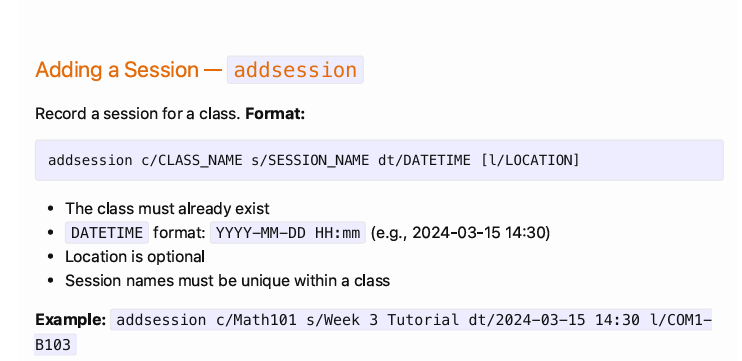 Adding a Session — addsession
Record a session for a class. Format:
addsession c/CLASS_NAME s/SESSION_NAME dt/DATETIME [l/LOCATION]
• The class must already exist
• DATETIME format: YYYY-MM-DD HH:mm (e.g., 2024-03-15 14:30)
• Location is optional
• Session names must be unique within a class
Example: addsession c/Math101 s/Week 3 Tutorial dt/2024-03-15 14:30 l/COM1-
B103